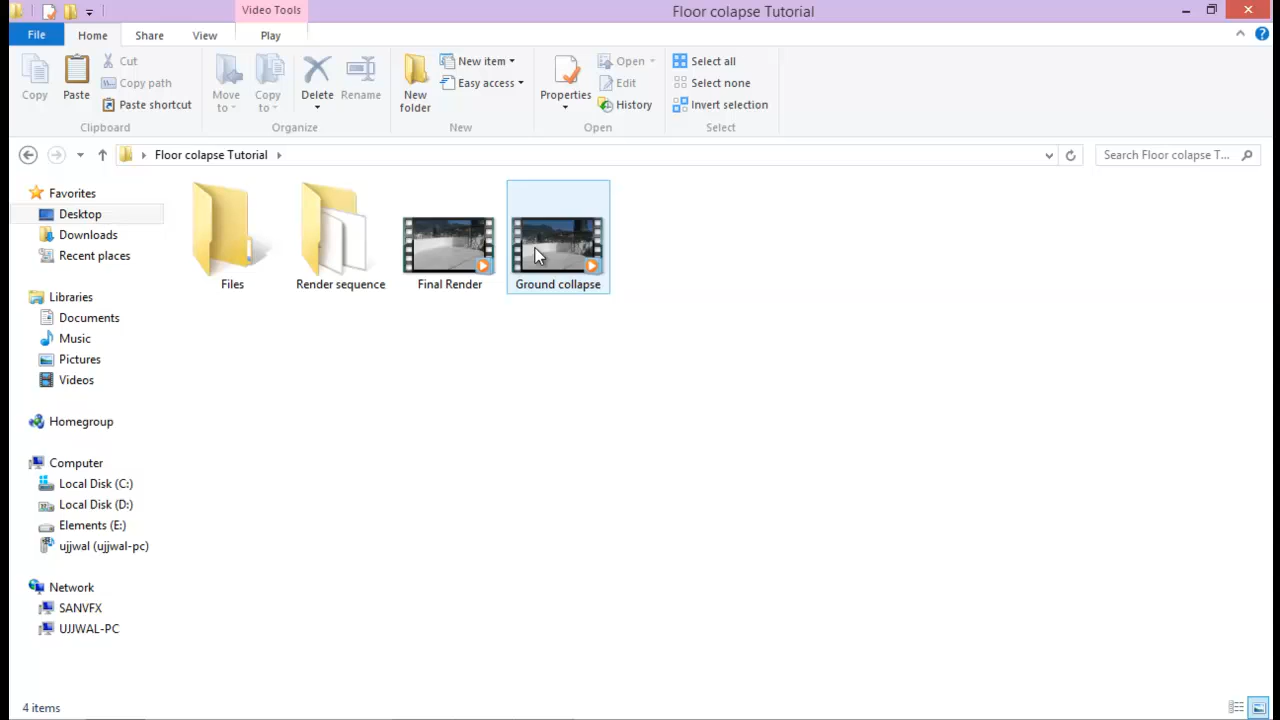 Video Tools
Floor colapse Tutorial
File
Home
Share
View
Play
Copy
Paste
Cut
Copy path
Paste shortcut
Clipboard
Move to
Copy to
Delete
Rename
Organize
New folder
New item
Easy access
New
Properties
Open
Edit
History
Open
Select all
Select none
Invert selection
Select
Floor colapse Tutorial
Search Floor colapse T...
Favorites
Desktop
Downloads
Recent places
Libraries
Documents
Music
Pictures
Videos
Homegroup
Computer
Local Disk (C:)
Local Disk (D:)
Elements (E:)
ujjwal (ujjwal-pc)
Network
SANVFX
UJJWAL-PC
Files
Render sequence
Final Render
Ground collapse
4 items